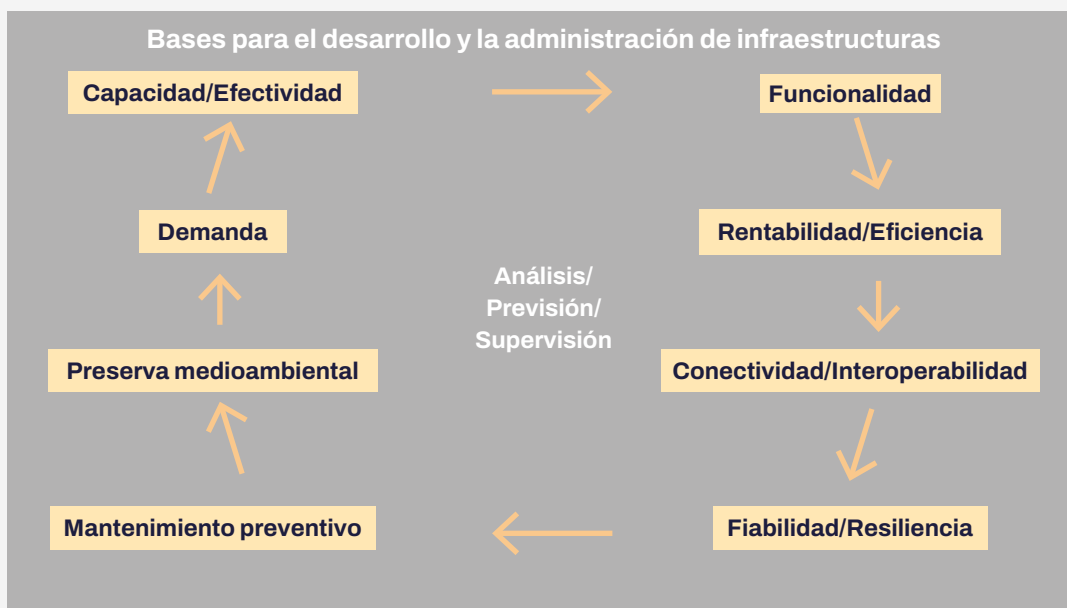 Bases para el desarrollo y la administración de infraestructuras
Capacidad/Efectividad
Funcionalidad
Demanda
Rentabilidad/Eficiencia
Análisis/
Previsión/
Supervisión
Preserva medioambiental
Conectividad/Interoperabilidad
Mantenimiento preventivo
Fiabilidad/Resiliencia